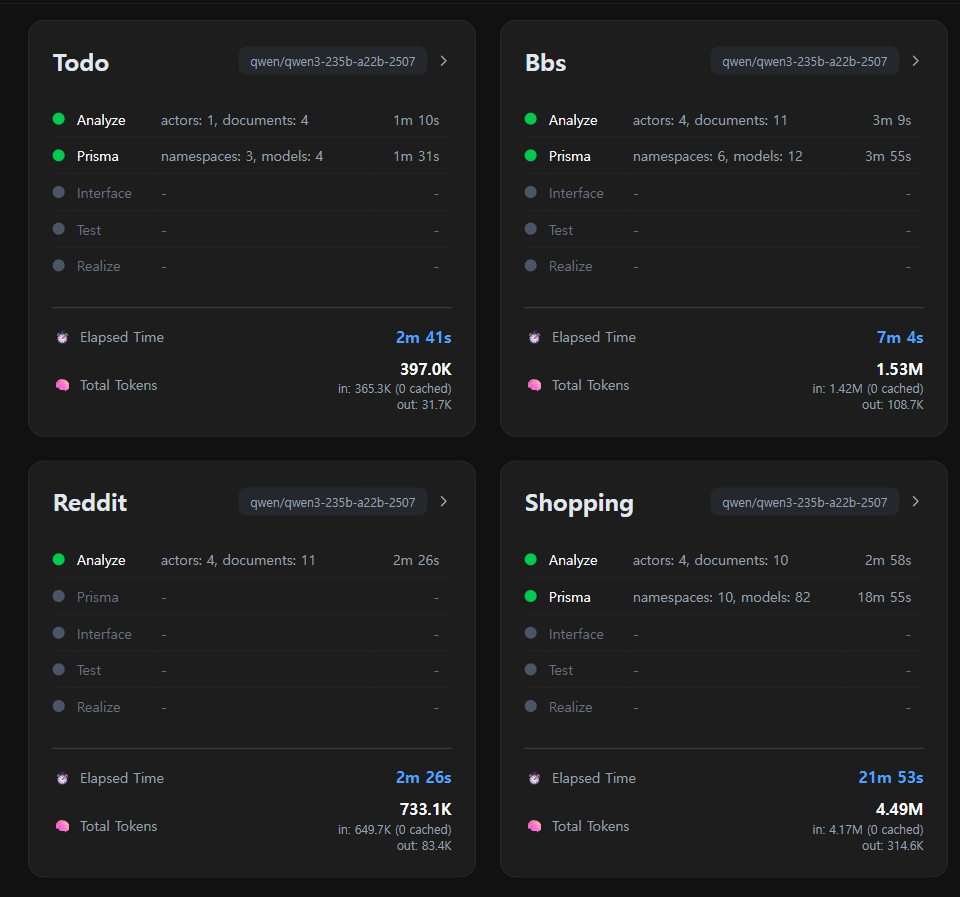 Todo qwen/qwen3-235b-a22b-2507
Analyze actors: 1, documents: 4 1m 10s
Prisma namespaces: 3, models: 4 1m 31s
Interface - -
Test - -
Realize - -
Elapsed Time 2m 41s
397.0K
Total Tokens in: 365.3K (0 cached)
out: 31.7K
Bbs qwen/qwen3-235b-a22b-2507
Analyze actors: 4, documents: 11 3m 9s
Prisma namespaces: 6, models: 12 3m 55s
Interface - -
Test - -
Realize - -
Elapsed Time 7m 4s
1.53M
Total Tokens in: 1.42M (0 cached)
out: 108.7K
Reddit qwen/qwen3-235b-a22b-2507
Analyze actors: 4, documents: 11 2m 26s
Prisma - -
Interface - -
Test - -
Realize - -
Elapsed Time 2m 26s
733.1K
Total Tokens in: 649.7K (0 cached)
out: 83.4K
Shopping qwen/qwen3-235b-a22b-2507
Analyze actors: 4, documents: 10 2m 58s
Prisma namespaces: 10, models: 82 18m 55s
Interface - -
Test - -
Realize - -
Elapsed Time 21m 53s
4.49M
Total Tokens in: 4.17M (0 cached)
out: 314.6K